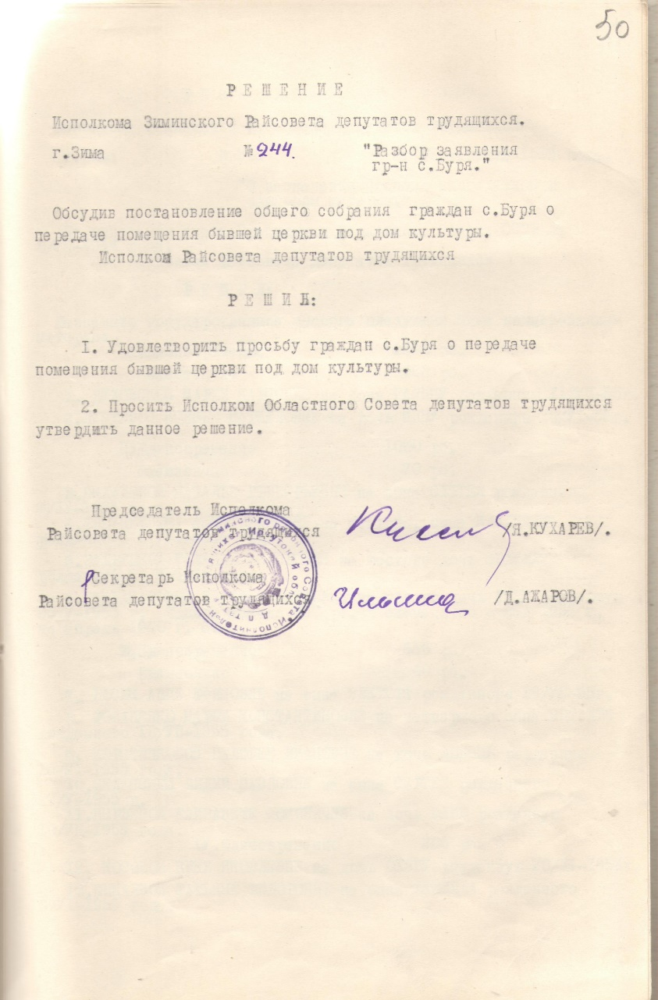 50
РЕШЕНИЕ
Исполкома Зиминского Райсовета депутатов трудящихся.
г.Зима №244. "Разбор заявления
гр-н с.Буря."
Обсудив постановление общего собрания граждан с.Буря о
передаче помещения бывшей церкви под дом культуры.
Исполком Райсовета депутатов трудящихся
РЕШИЛ:
I. Удовлетворить просьбу граждан с.Буря о передаче
помещения бывшей церкви под дом культуры.
2. Просить Исполком Областного Совета депутатов трудящихся
утвердить данное решение.
Председатель Исполкома
Райсовета депутатов трудящихся /Я.КУХАРЕВ/.
Секретарь Исполкома
Райсовета депутатов трудящихся /Д.АЖАРОВ/.